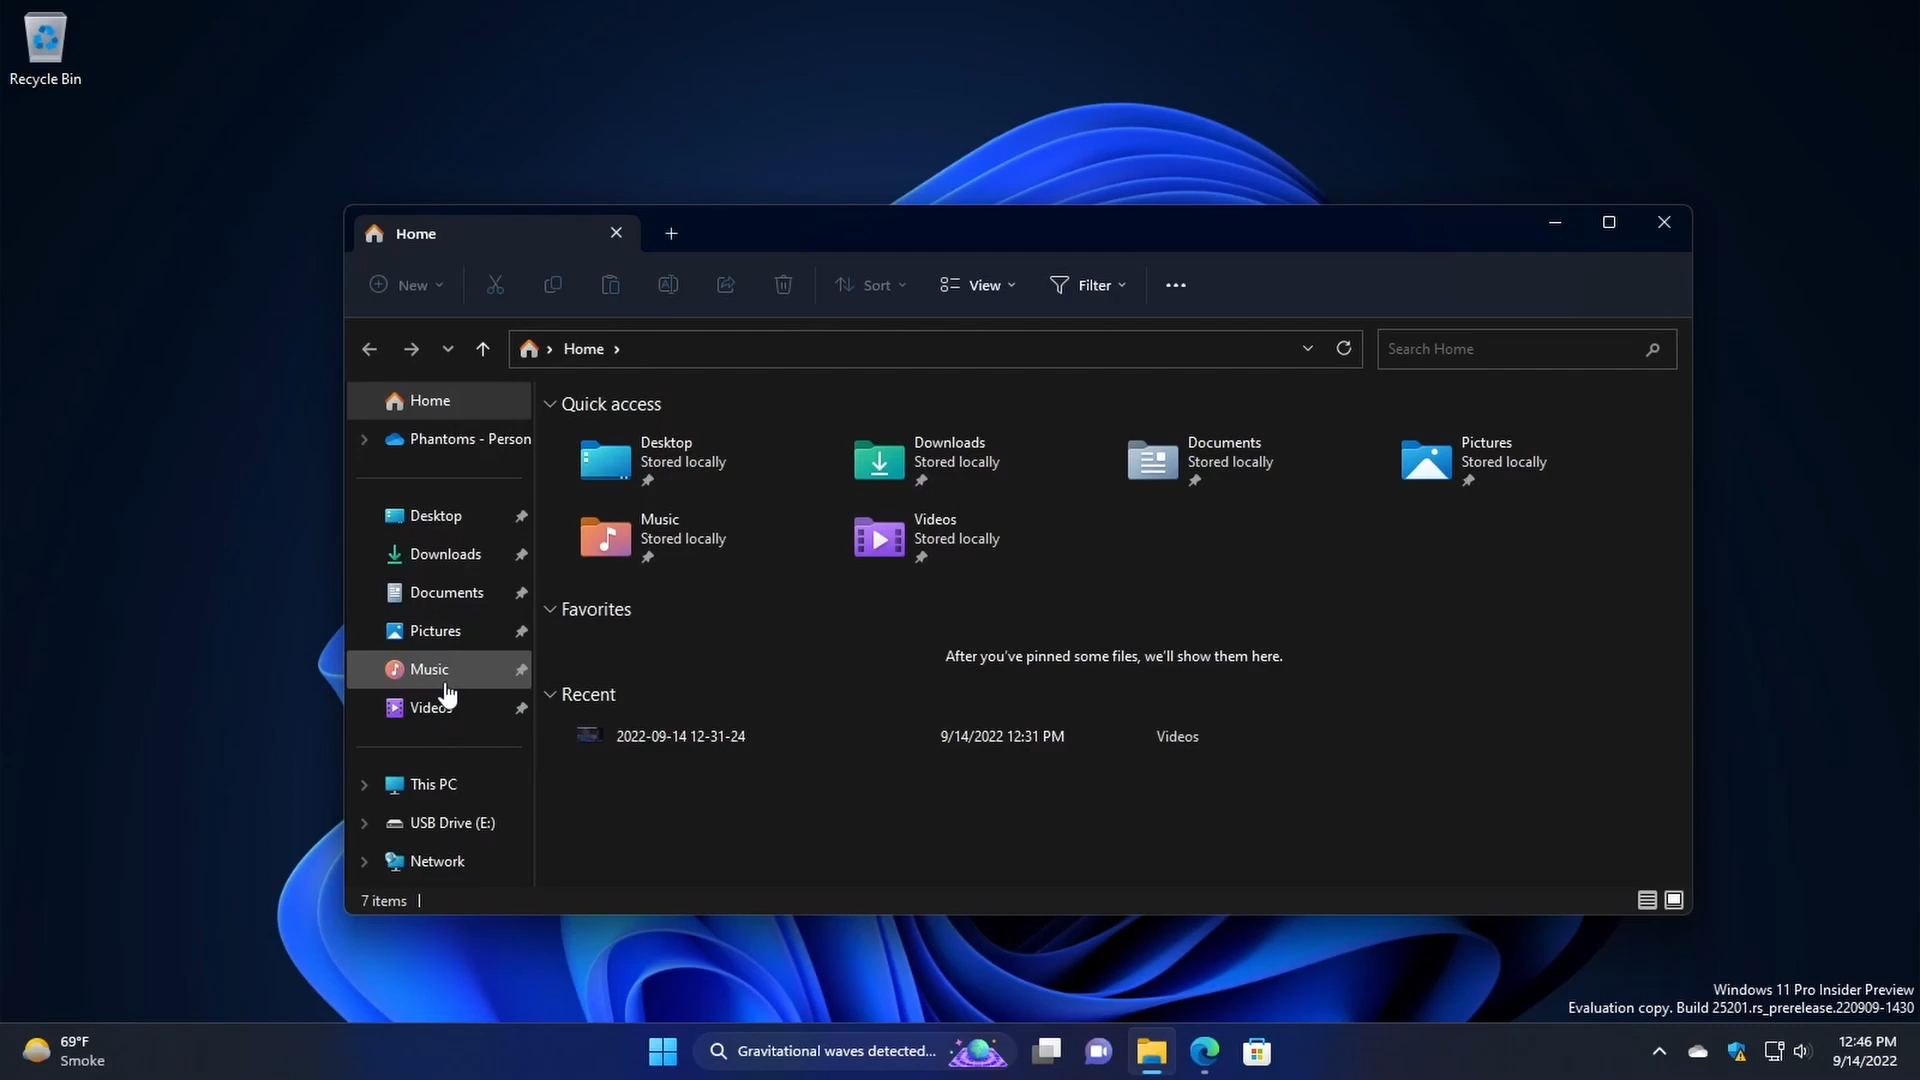 Recycle Bin
Home
New
Sort
View
Filter
Home
Search Home
Home
Phantoms - Person
Desktop
Downloads
Documents
Pictures
Music
Videos
This PC
USB Drive (E:)
Network
Quick access
Desktop
Stored locally
Downloads
Stored locally
Documents
Stored locally
Pictures
Stored locally
Music
Stored locally
Videos
Stored locally
Favorites
After you've pinned some files, we'll show them here.
Recent
2022-09-14 12-31-24 9/14/2022 12:31 PM Videos
7 items
Windows 11 Pro Insider Preview
Evaluation copy. Build 25201.rs_prerelease.220909-1430
69°F
Smoke
Gravitational waves detected...
12:46 PM
9/14/2022